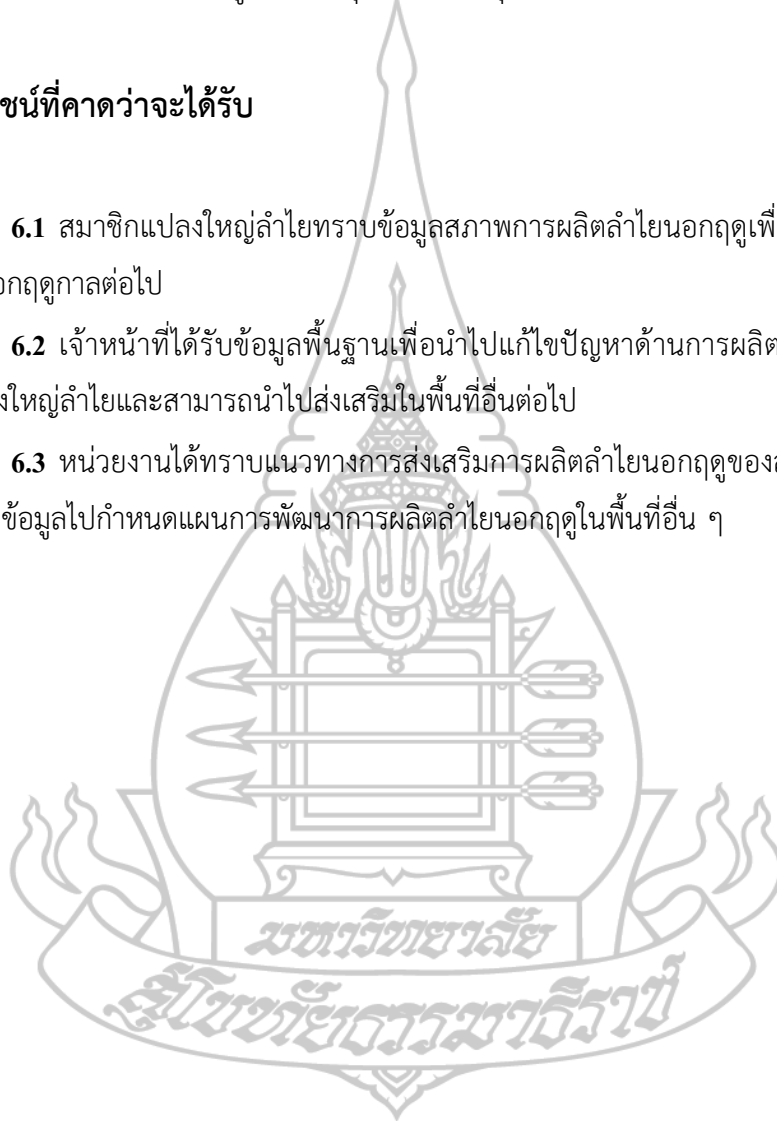 ชน์ที่คาดว่าจะได้รับ
6.1 สมาชิกแปลงใหญ่ลำไยทราบข้อมูลสภาพการผลิตลำไยนอกฤดูเพื่
อกฤดูกาลต่อไป
6.2 เจ้าหน้าที่ได้รับข้อมูลพื้นฐานเพื่อนำไปแก้ไขปัญหาด้านการผลิต
งใหญ่ลำไยและสามารถนำไปส่งเสริมในพื้นที่อื่นต่อไป
6.3 หน่วยงานได้ทราบแนวทางการส่งเสริมการผลิตลำไยนอกฤดูของส
ข้อมูลไปกำหนดแผนการพัฒนาการผลิตลำไยนอกฤดูในพื้นที่อื่น ๆ
มหาวิทยาลัย
สุโขทัยธรรมาธิราช